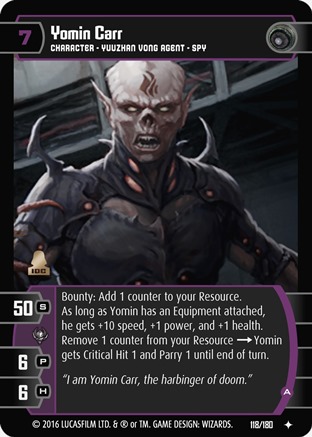 7 Yomin Carr
CHARACTER • YUUZHAN VONG AGENT • SPY
IDC
50 S
6 P
6 H
Bounty: Add 1 counter to your Resource.
As long as Yomin has an Equipment attached,
he gets +10 speed, +1 power, and +1 health.
Remove 1 counter from your Resource → Yomin
gets Critical Hit 1 and Parry 1 until end of turn.
"I am Yomin Carr, the harbinger of doom."
A
© 2016 LUCASFILM LTD. & ® or TM. GAME DESIGN: WIZARDS. 118/180